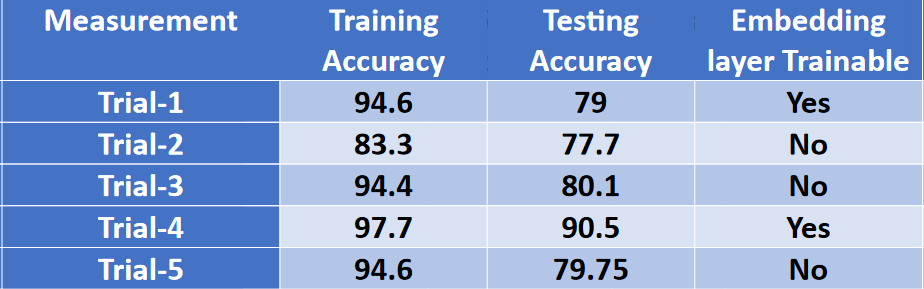 Measurement Training Accuracy Testing Accuracy Embedding layer Trainable
Trial-1 94.6 79 Yes
Trial-2 83.3 77.7 No
Trial-3 94.4 80.1 No
Trial-4 97.7 90.5 Yes
Trial-5 94.6 79.75 No